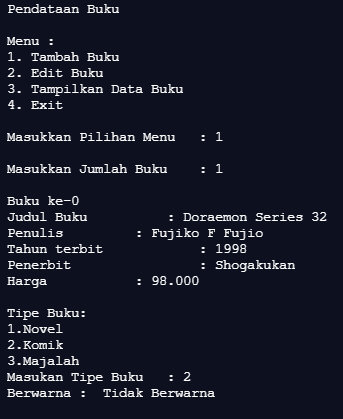 Pendataan Buku
Menu :
1. Tambah Buku
2. Edit Buku
3. Tampilkan Data Buku
4. Exit
Masukkan Pilihan Menu : 1
Masukkan Jumlah Buku : 1
Buku ke-0
Judul Buku : Doraemon Series 32
Penulis : Fujiko F Fujio
Tahun terbit : 1998
Penerbit : Shogakukan
Harga : 98.000
Tipe Buku:
1.Novel
2.Komik
3.Majalah
Masukan Tipe Buku : 2
Berwarna : Tidak Berwarna